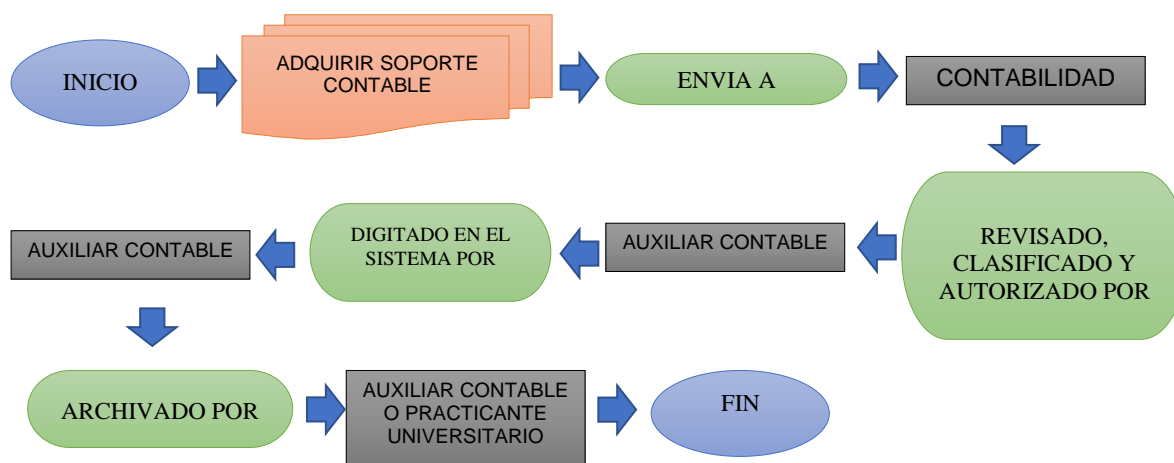 INICIO
ADQUIRIR SOPORTE
CONTABLE
ENVIA A
CONTABILIDAD
REVISADO,
CLASIFICADO Y
AUTORIZADO POR
AUXILIAR CONTABLE
DIGITADO EN EL
SISTEMA POR
AUXILIAR CONTABLE
ARCHIVADO POR
AUXILIAR CONTABLE
O PRACTICANTE
UNIVERSITARIO
FIN